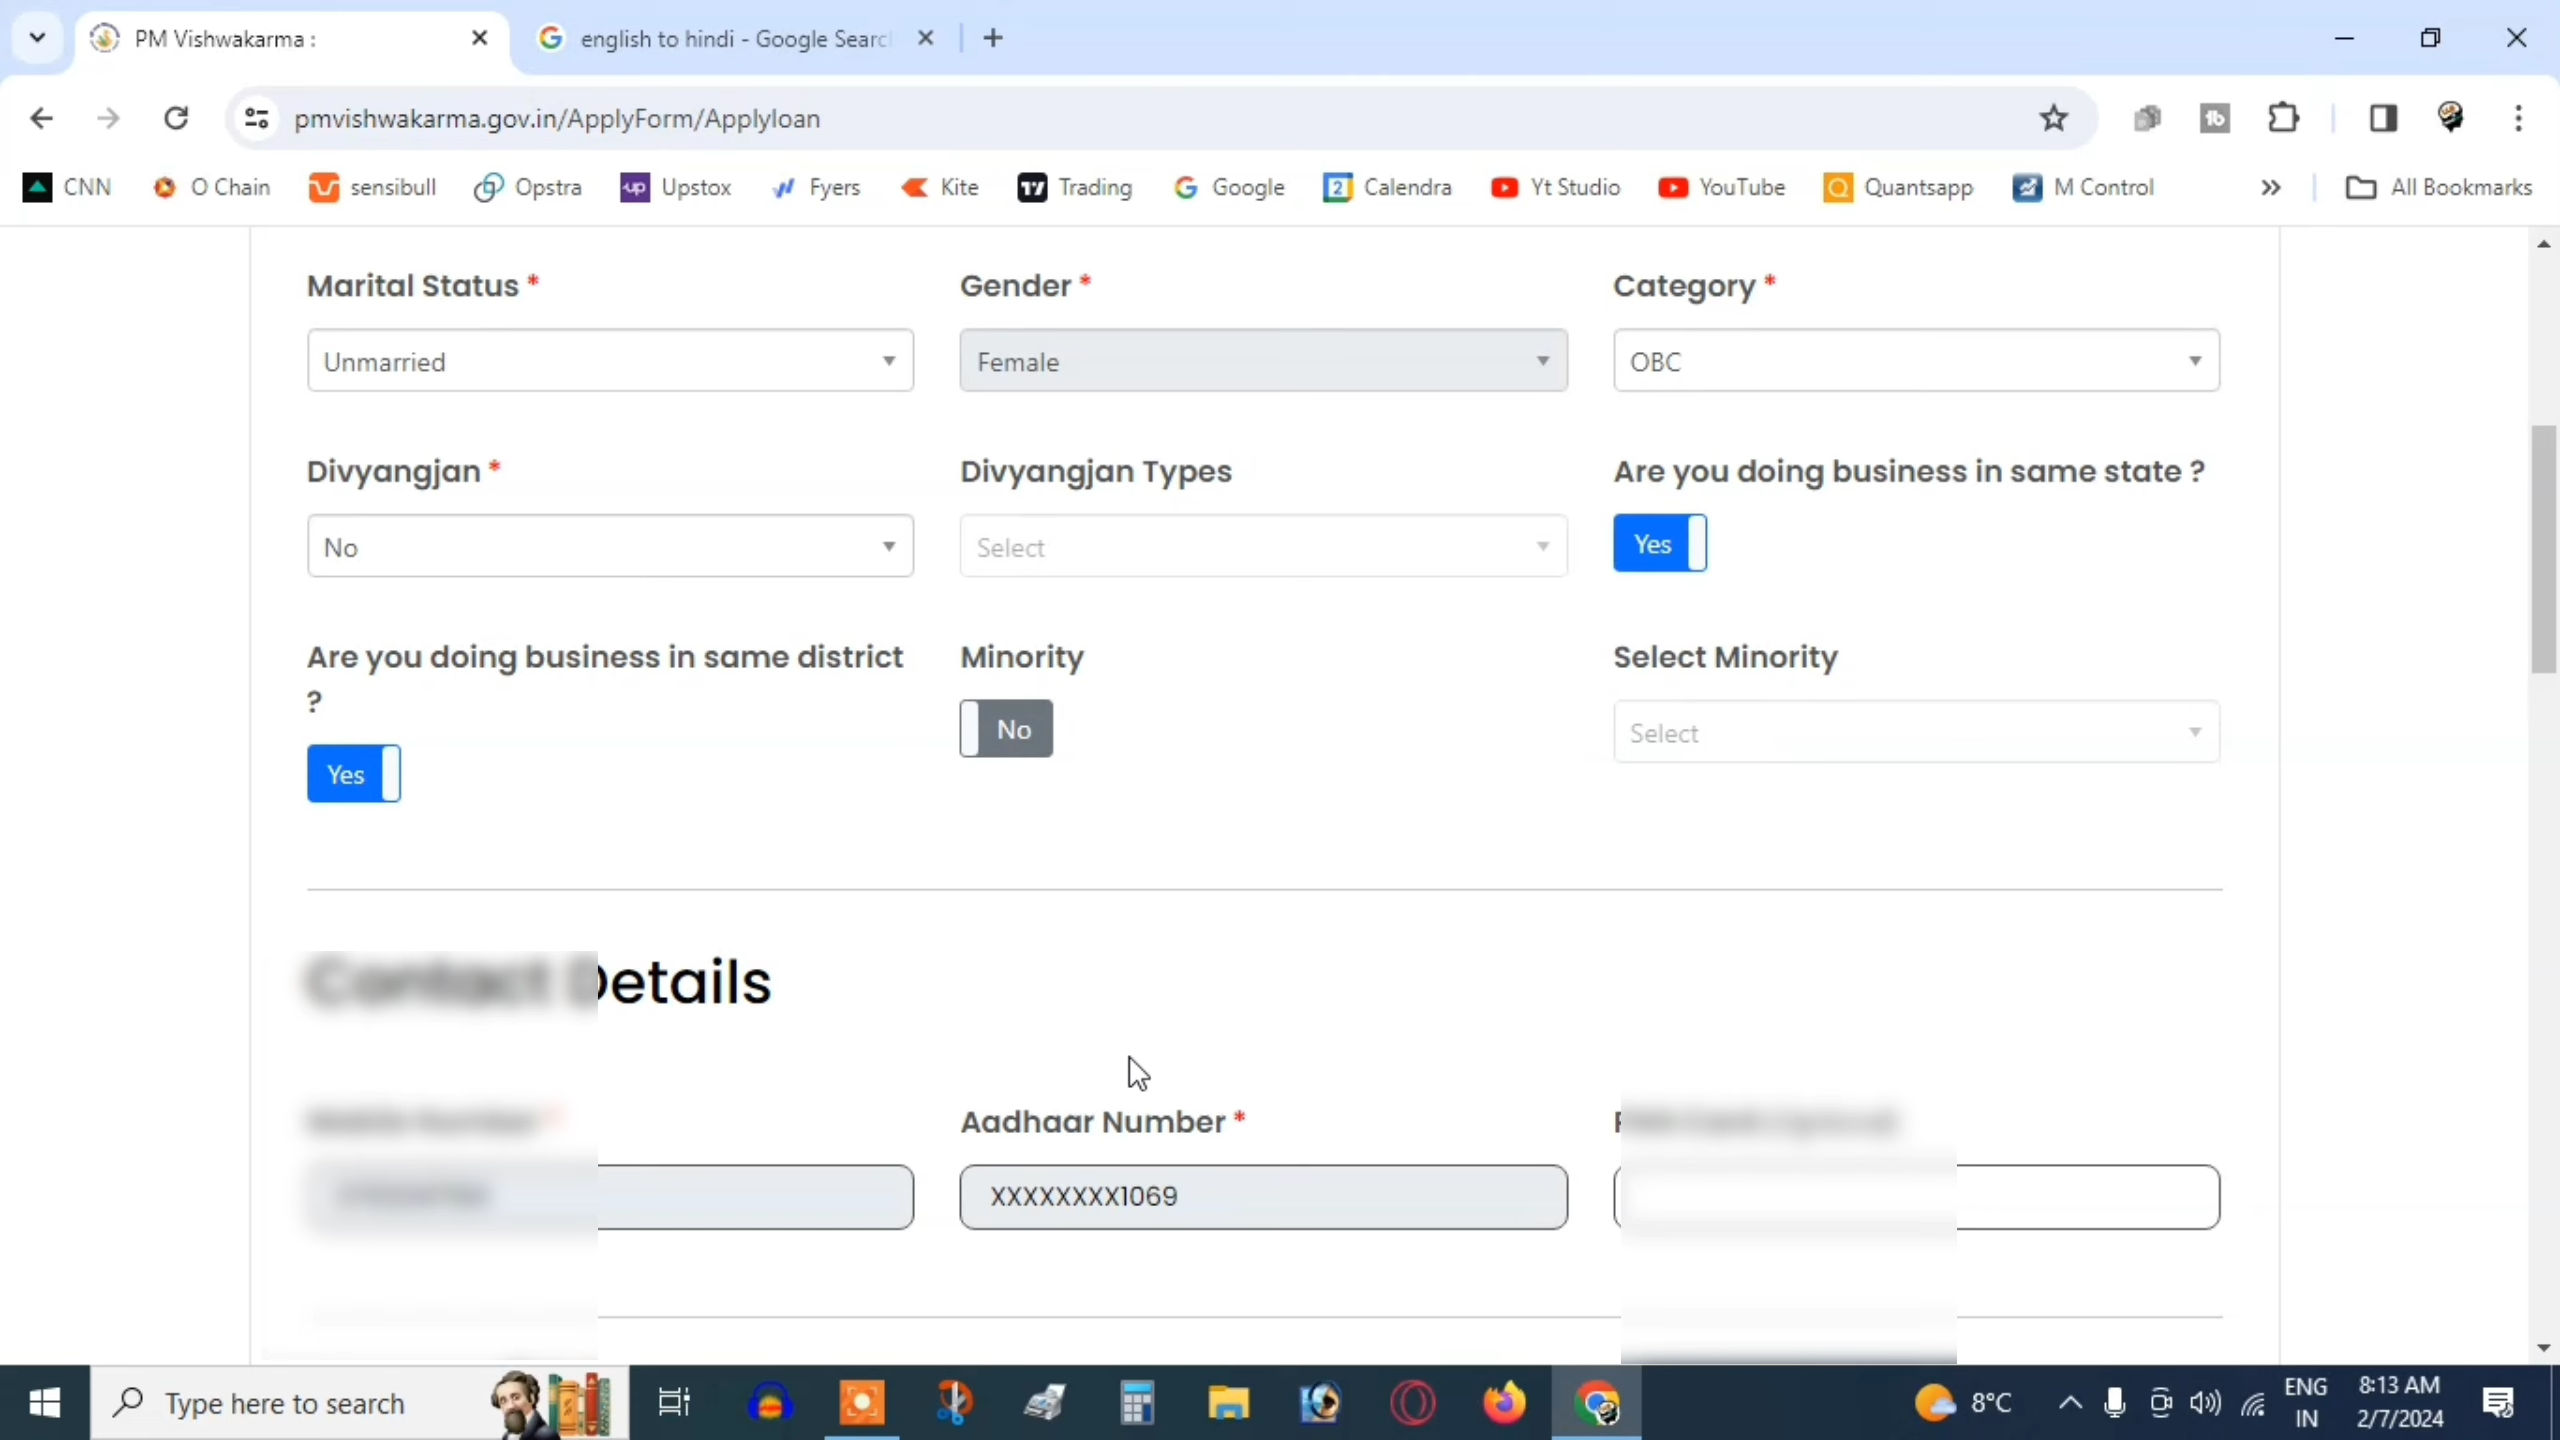 PM Vishwakarma :
english to hindi - Google Searc
pmvishwakarma.gov.in/ApplyForm/Applyloan
CNN O Chain sensibull Opstra Upstox Fyers Kite Trading Google Calendra Yt Studio YouTube Quantsapp M Control » All Bookmarks
Marital Status * Gender * Category *
Unmarried Female OBC
Divyangjan * Divyangjan Types Are you doing business in same state ?
No Select Yes
Are you doing business in same district Minority Select Minority
?
No Select
Yes
Contact Details
Mobile Number * Aadhaar Number *
XXXXXXXX1069
Type here to search
8°C ENG 8:13 AM
IN 2/7/2024